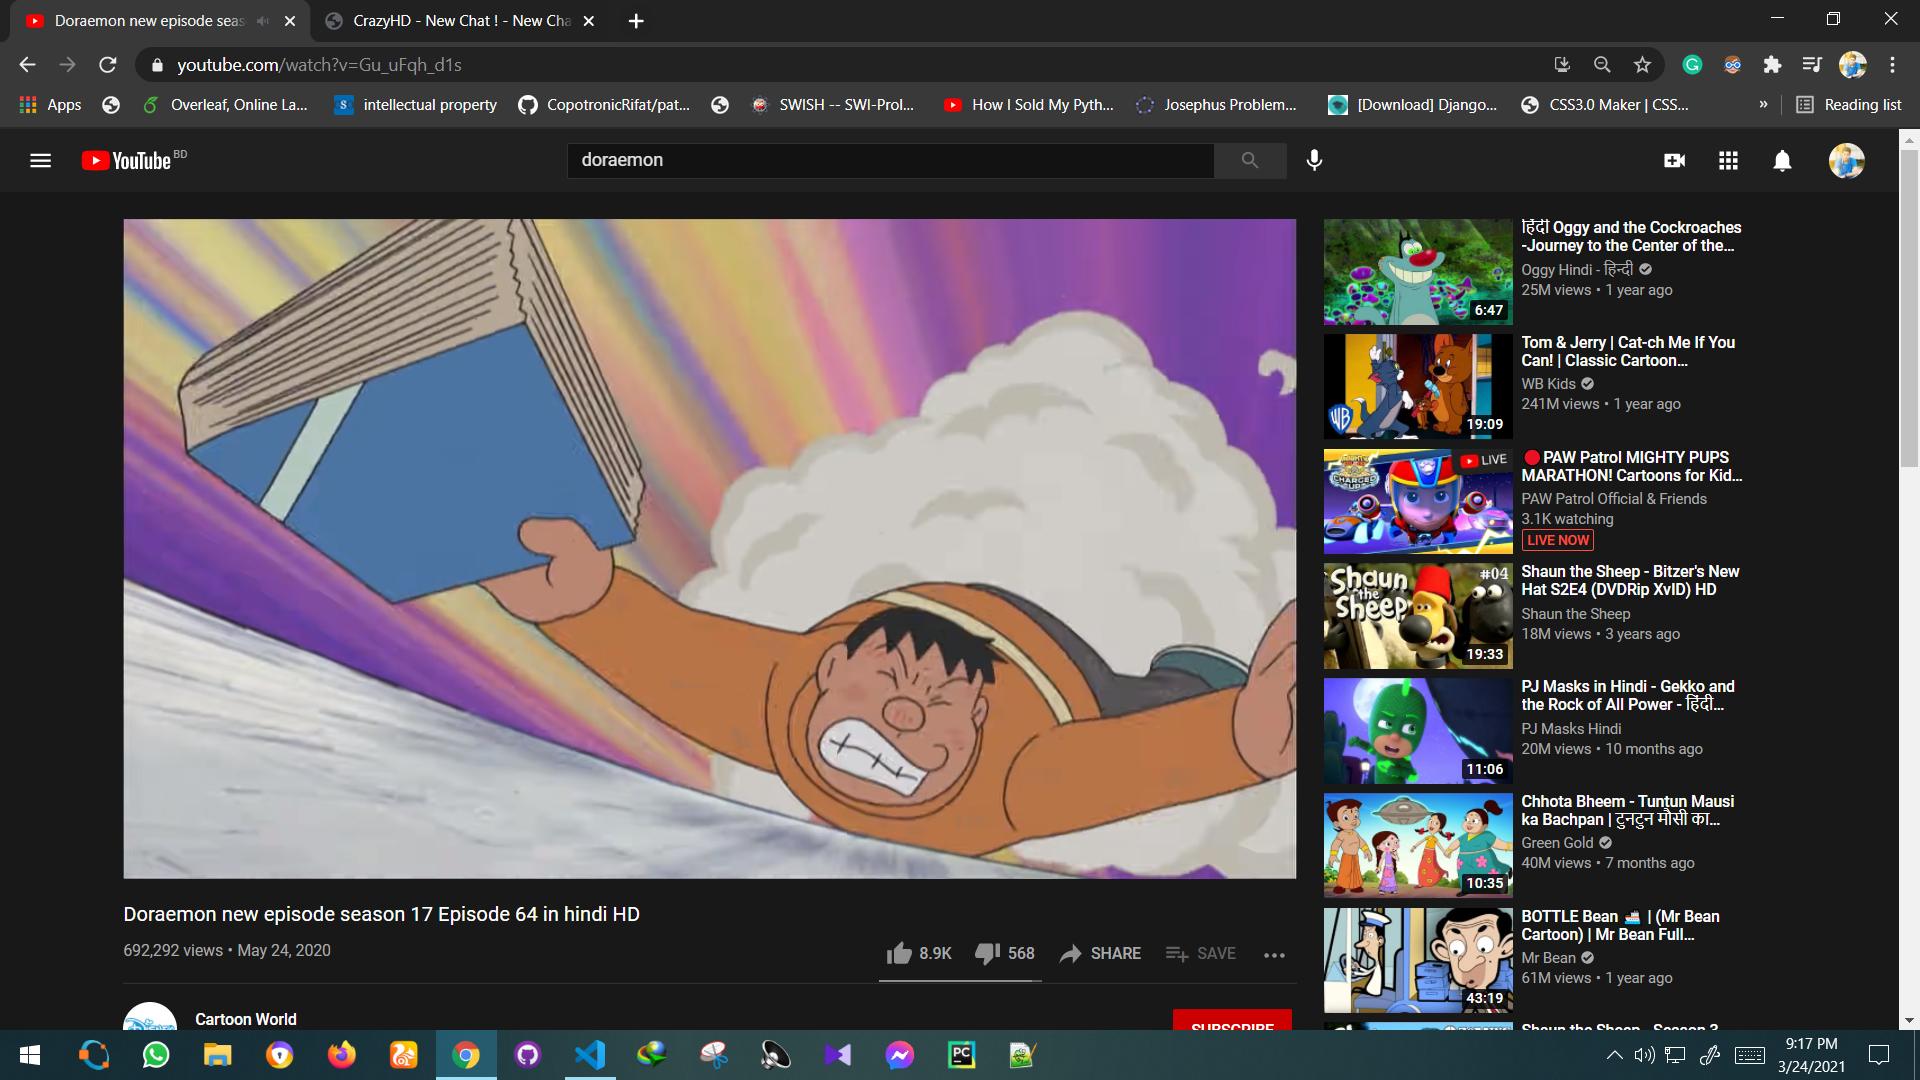 Doraemon new episode seas
CrazyHD - New Chat ! - New Cha
youtube.com/watch?v=Gu_uFqh_d1s
Apps
Overleaf, Online La...
intellectual property
CopotronicRifat/pat...
SWISH -- SWI-Prol...
How I Sold My Pyth...
Josephus Problem...
[Download] Django...
CSS3.0 Maker | CSS...
»
Reading list
YouTube BD
doraemon
हिंदी Oggy and the Cockroaches
-Journey to the Center of the...
Oggy Hindi - हिन्दी
25M views • 1 year ago
6:47
Tom & Jerry | Cat-ch Me If You
Can! | Classic Cartoon...
WB Kids
241M views • 1 year ago
WB
19:09
PAW Patrol MIGHTY PUPS
MARATHON! Cartoons for Kid...
PAW Patrol Official & Friends
3.1K watching
LIVE NOW
LIVE
CHARGED UP
Shaun the Sheep - Bitzer's New
Hat S2E4 (DVDRip XviD) HD
Shaun the Sheep
18M views • 3 years ago
Shaun
the
Sheep
#04
19:33
PJ Masks in Hindi - Gekko and
the Rock of All Power - हिंदी...
PJ Masks Hindi
20M views • 10 months ago
11:06
Chhota Bheem - Tuntun Mausi
ka Bachpan | टुनटुन मौसी का...
Green Gold
40M views • 7 months ago
10:35
BOTTLE Bean 🚢 | (Mr Bean
Cartoon) | Mr Bean Full...
Mr Bean
61M views • 1 year ago
43:19
Shaun the Sheep - Season 3
Doraemon new episode season 17 Episode 64 in hindi HD
692,292 views • May 24, 2020
8.9K
568
SHARE
SAVE
Cartoon World
SUBSCRIBE
PC
9:17 PM
3/24/2021